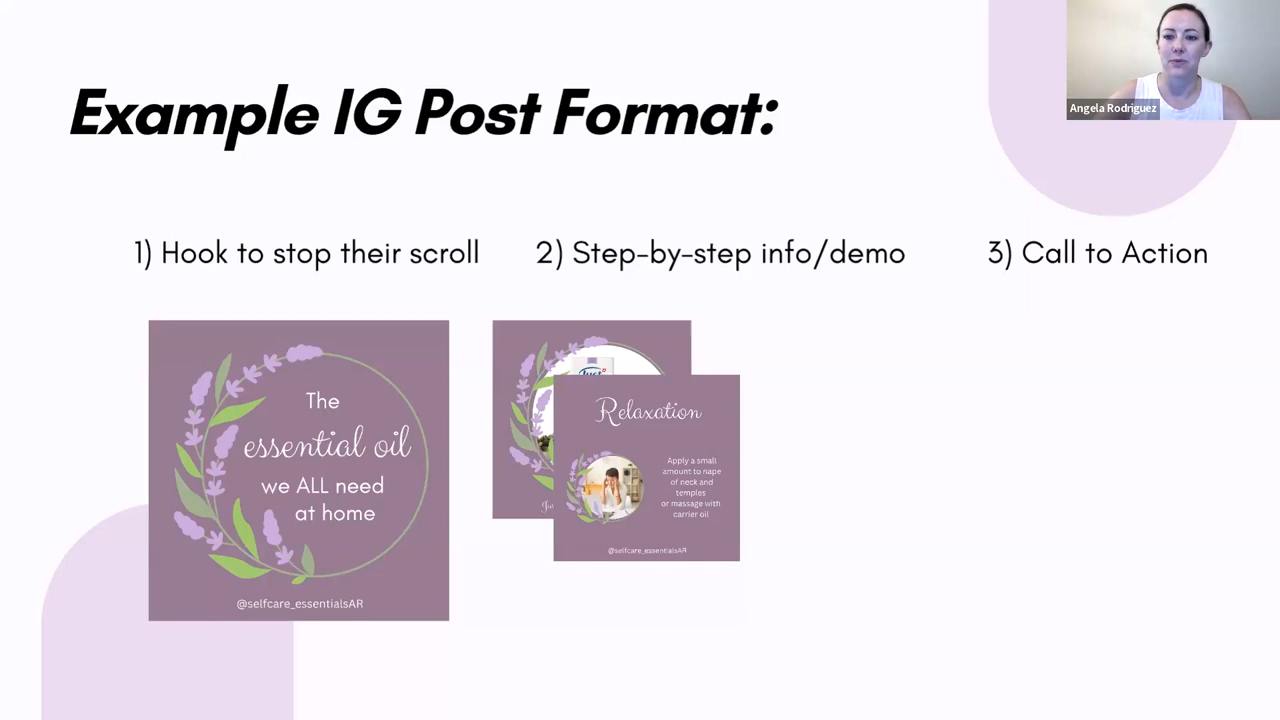 Angela Rodriguez
Example IG Post Format:
1) Hook to stop their scroll
2) Step-by-step info/demo
3) Call to Action
The
essential oil
we ALL need
at home
@selfcare_essentialsAR
Relaxation
Apply a small
amount to nape
of neck and
temples
or massage with
carrier oil
@selfcare_essentialsAR